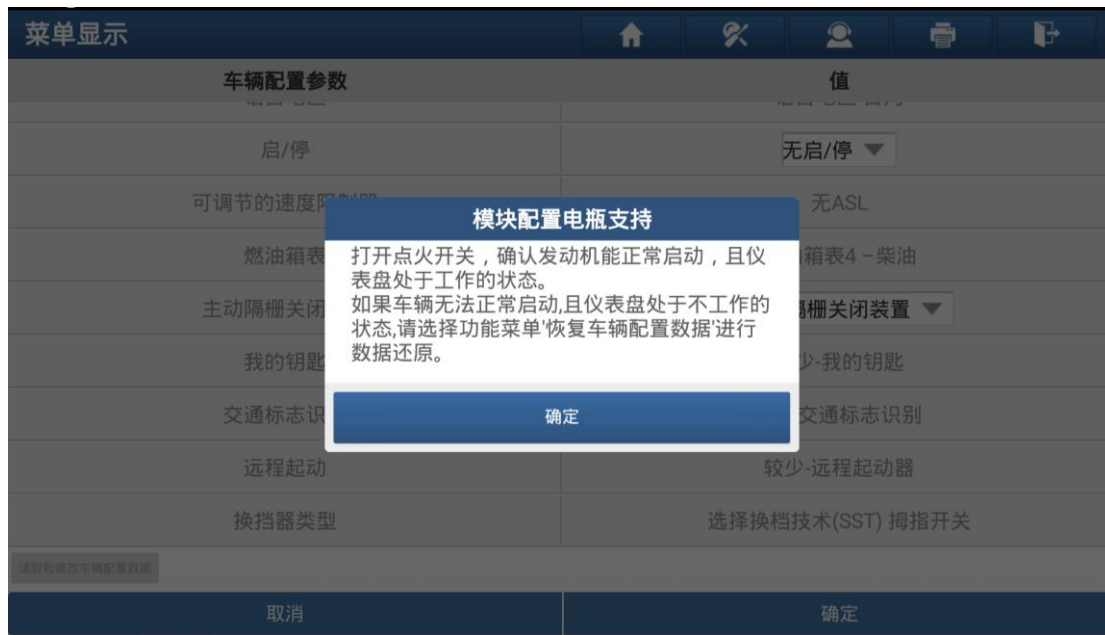 菜单显示
车辆配置参数 值
启/停 无启/停
可调节的速度 无ASL
模块配置电瓶支持
打开点火开关，确认发动机能正常启动，且仪
表盘处于工作的状态。
如果车辆无法正常启动,且仪表盘处于不工作的
状态,请选择功能菜单'恢复车辆配置数据'进行
数据还原。
确定
燃油箱表 箱表4 –柴油
主动隔栅关闭 隔栅关闭装置
我的钥匙 少-我的钥匙
交通标志识 交通标志识别
远程起动 较少-远程起动器
换挡器类型 选择换档技术(SST) 拇指开关
读取和修改车辆配置数据
取消 确定